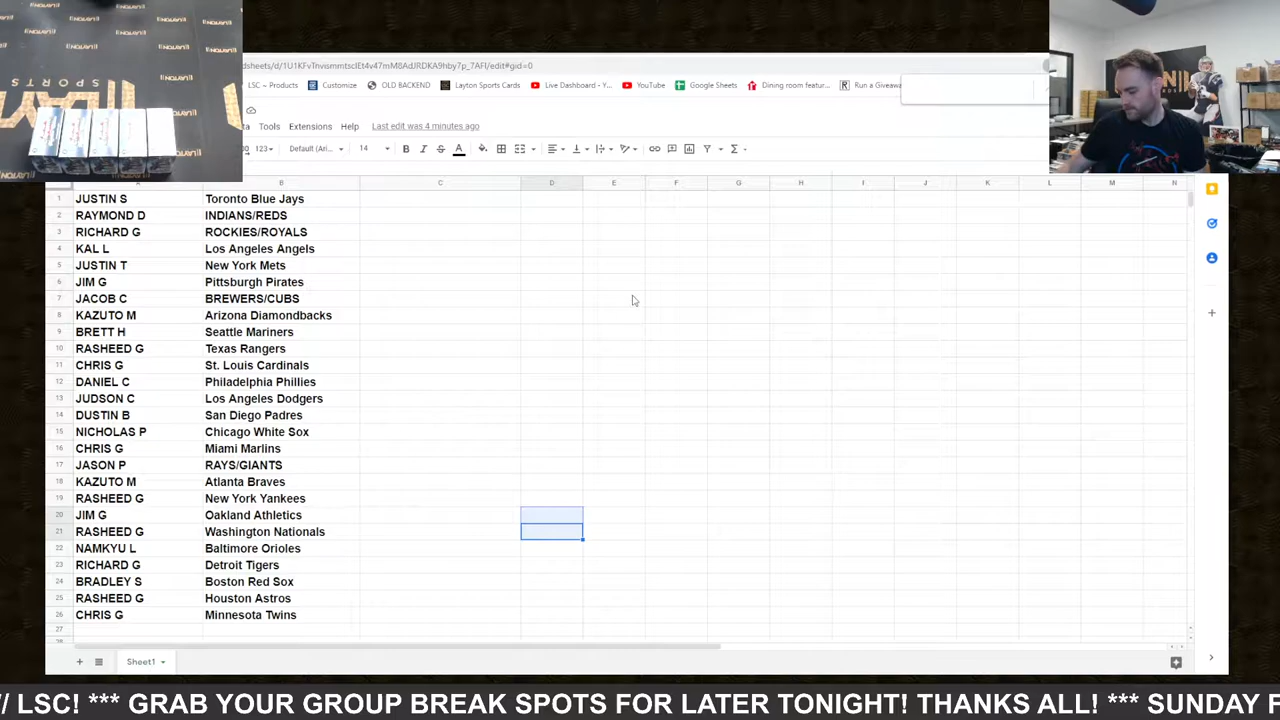 dsheets/d/1U1KFvTnvismmtsclEt4v47mM8AdJRDKA9hby7p_7AFI/edit#gid=0
LSC ~ Products Customize OLD BACKEND Layton Sports Cards Live Dashboard - Y... YouTube Google Sheets Dining room featur... Run a Giveaway
Tools Extensions Help Last edit was 4 minutes ago
123 Default (Ari... 14 B I S A
A B C D E F G H I J K L M N
1 JUSTIN S Toronto Blue Jays
2 RAYMOND D INDIANS/REDS
3 RICHARD G ROCKIES/ROYALS
4 KAL L Los Angeles Angels
5 JUSTIN T New York Mets
6 JIM G Pittsburgh Pirates
7 JACOB C BREWERS/CUBS
8 KAZUTO M Arizona Diamondbacks
9 BRETT H Seattle Mariners
10 RASHEED G Texas Rangers
11 CHRIS G St. Louis Cardinals
12 DANIEL C Philadelphia Phillies
13 JUDSON C Los Angeles Dodgers
14 DUSTIN B San Diego Padres
15 NICHOLAS P Chicago White Sox
16 CHRIS G Miami Marlins
17 JASON P RAYS/GIANTS
18 KAZUTO M Atlanta Braves
19 RASHEED G New York Yankees
20 JIM G Oakland Athletics
21 RASHEED G Washington Nationals
22 NAMKYU L Baltimore Orioles
23 RICHARD G Detroit Tigers
24 BRADLEY S Boston Red Sox
25 RASHEED G Houston Astros
26 CHRIS G Minnesota Twins
27
28
Sheet1
// LSC! *** GRAB YOUR GROUP BREAK SPOTS FOR LATER TONIGHT! THANKS ALL! *** SUNDAY F